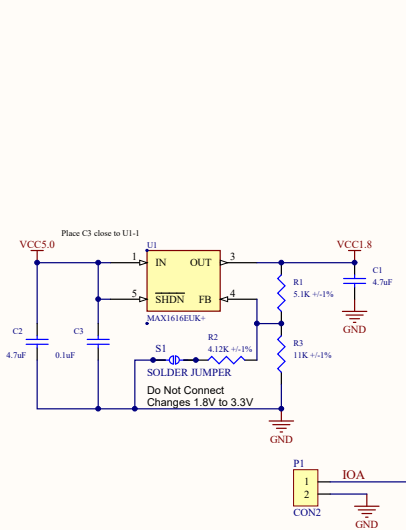 Place C3 close to U1-1
VCC5.0
U1
VCC1.8
1
IN
OUT
3
C1
4.7uF
R1
5.1K +/-1%
5
SHDN
FB
4
MAX1616EUK+
GND
C2
4.7uF
C3
0.1uF
R2
4.12K +/-1%
R3
11K +/-1%
S1
SOLDER JUMPER
Do Not Connect
Changes 1.8V to 3.3V
GND
P1
1
IOA
2
CON2
GND